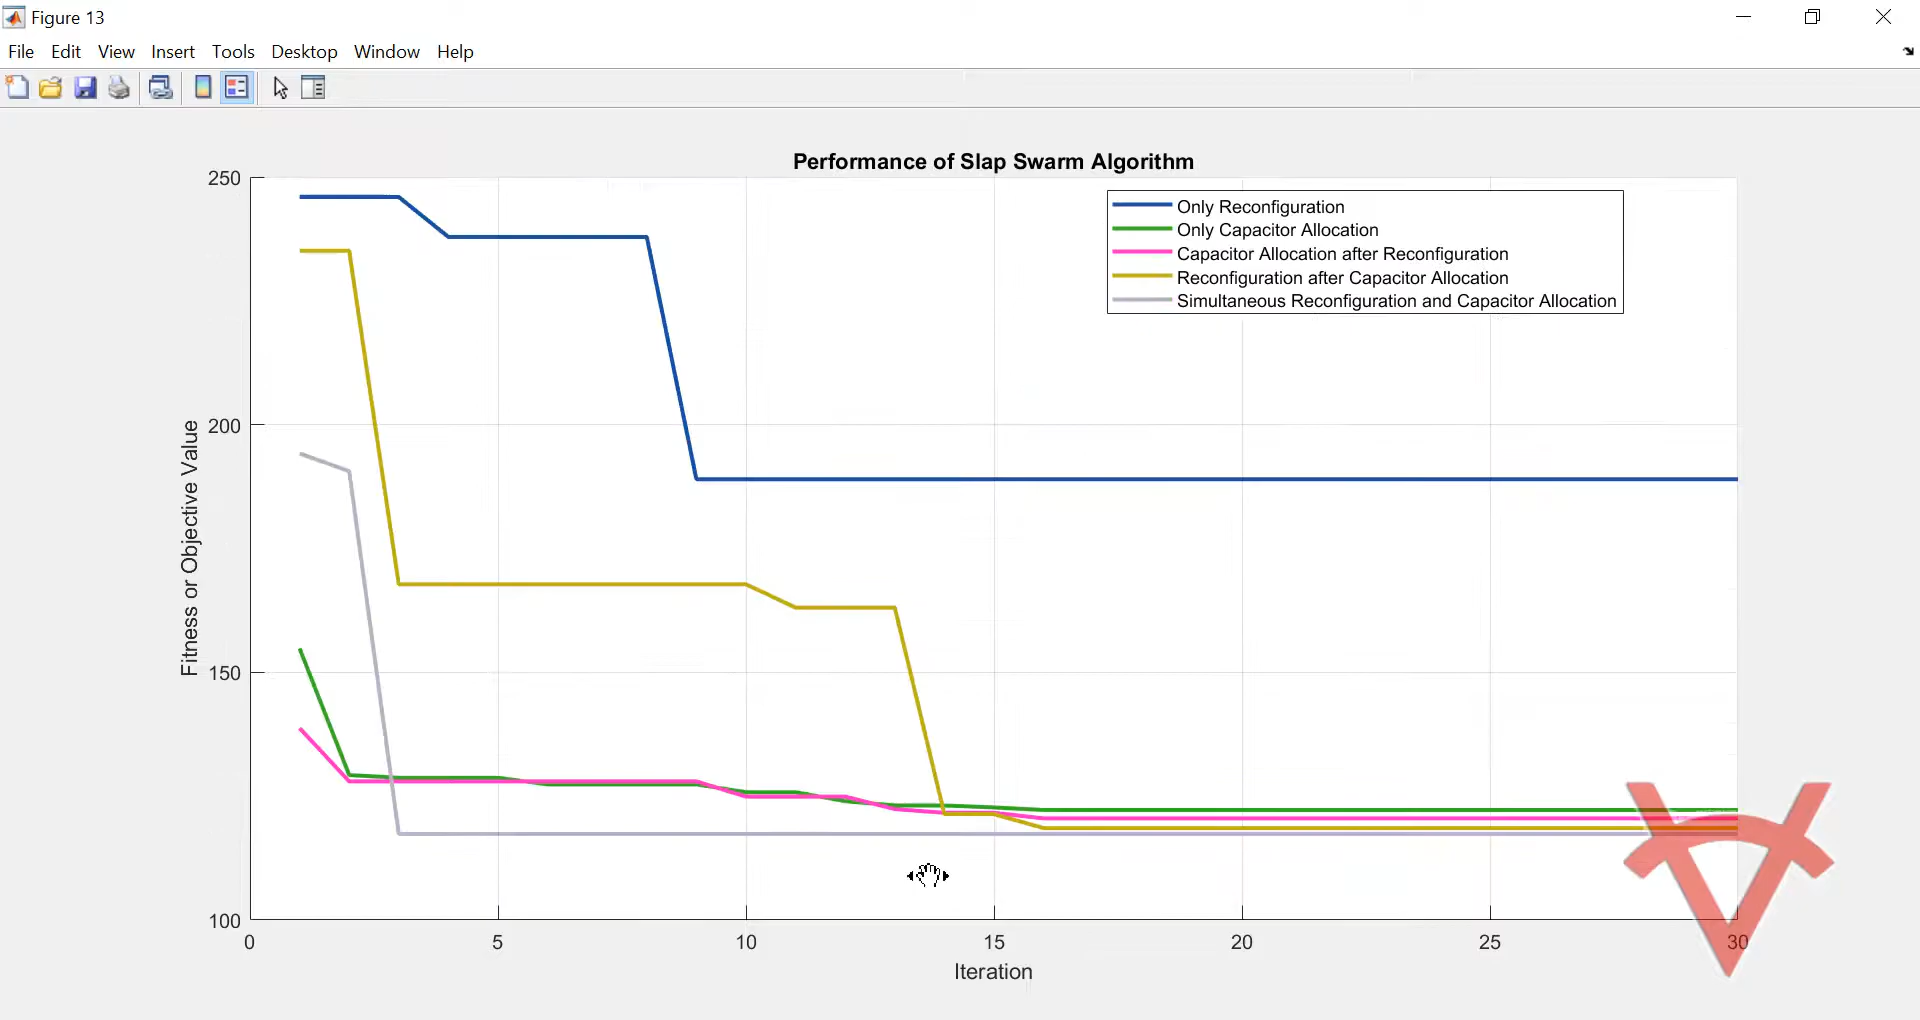 Figure 13
File Edit View Insert Tools Desktop Window Help
Performance of Slap Swarm Algorithm
250
200
150
100
Fitness or Objective Value
Only Reconfiguration
Only Capacitor Allocation
Capacitor Allocation after Reconfiguration
Reconfiguration after Capacitor Allocation
Simultaneous Reconfiguration and Capacitor Allocation
0 5 10 15 20 25 30
Iteration